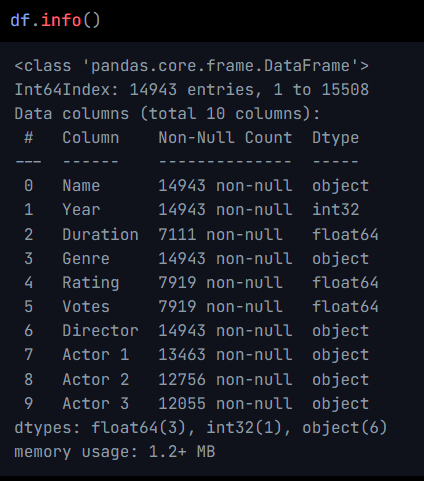 df.info()
<class 'pandas.core.frame.DataFrame'>
Int64Index: 14943 entries, 1 to 15508
Data columns (total 10 columns):
 #   Column    Non-Null Count  Dtype
---  ------    --------------  -----
 0   Name      14943 non-null  object
 1   Year      14943 non-null  int32
 2   Duration  7111 non-null   float64
 3   Genre     14943 non-null  object
 4   Rating    7919 non-null   float64
 5   Votes     7919 non-null   float64
 6   Director  14943 non-null  object
 7   Actor 1   13463 non-null  object
 8   Actor 2   12756 non-null  object
 9   Actor 3   12055 non-null  object
dtypes: float64(3), int32(1), object(6)
memory usage: 1.2+ MB